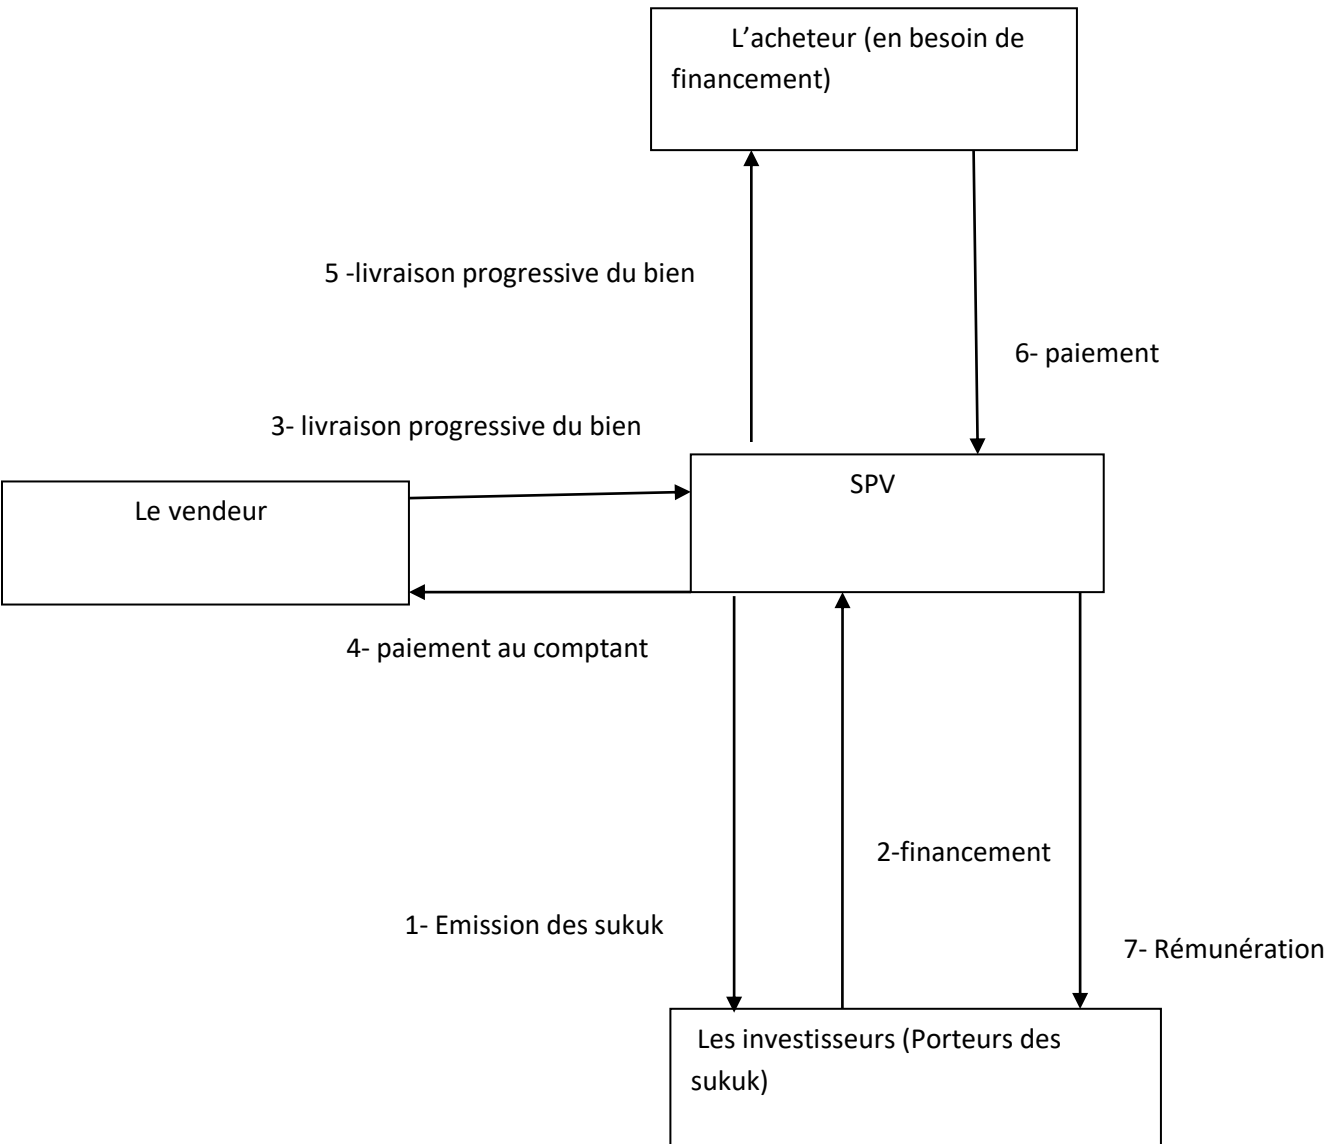 L’acheteur (en besoin de
financement)
5 -livraison progressive du bien
6- paiement
3- livraison progressive du bien
SPV
Le vendeur
4- paiement au comptant
2-financement
1- Emission des sukuk
7- Rémunération
Les investisseurs (Porteurs des
sukuk)